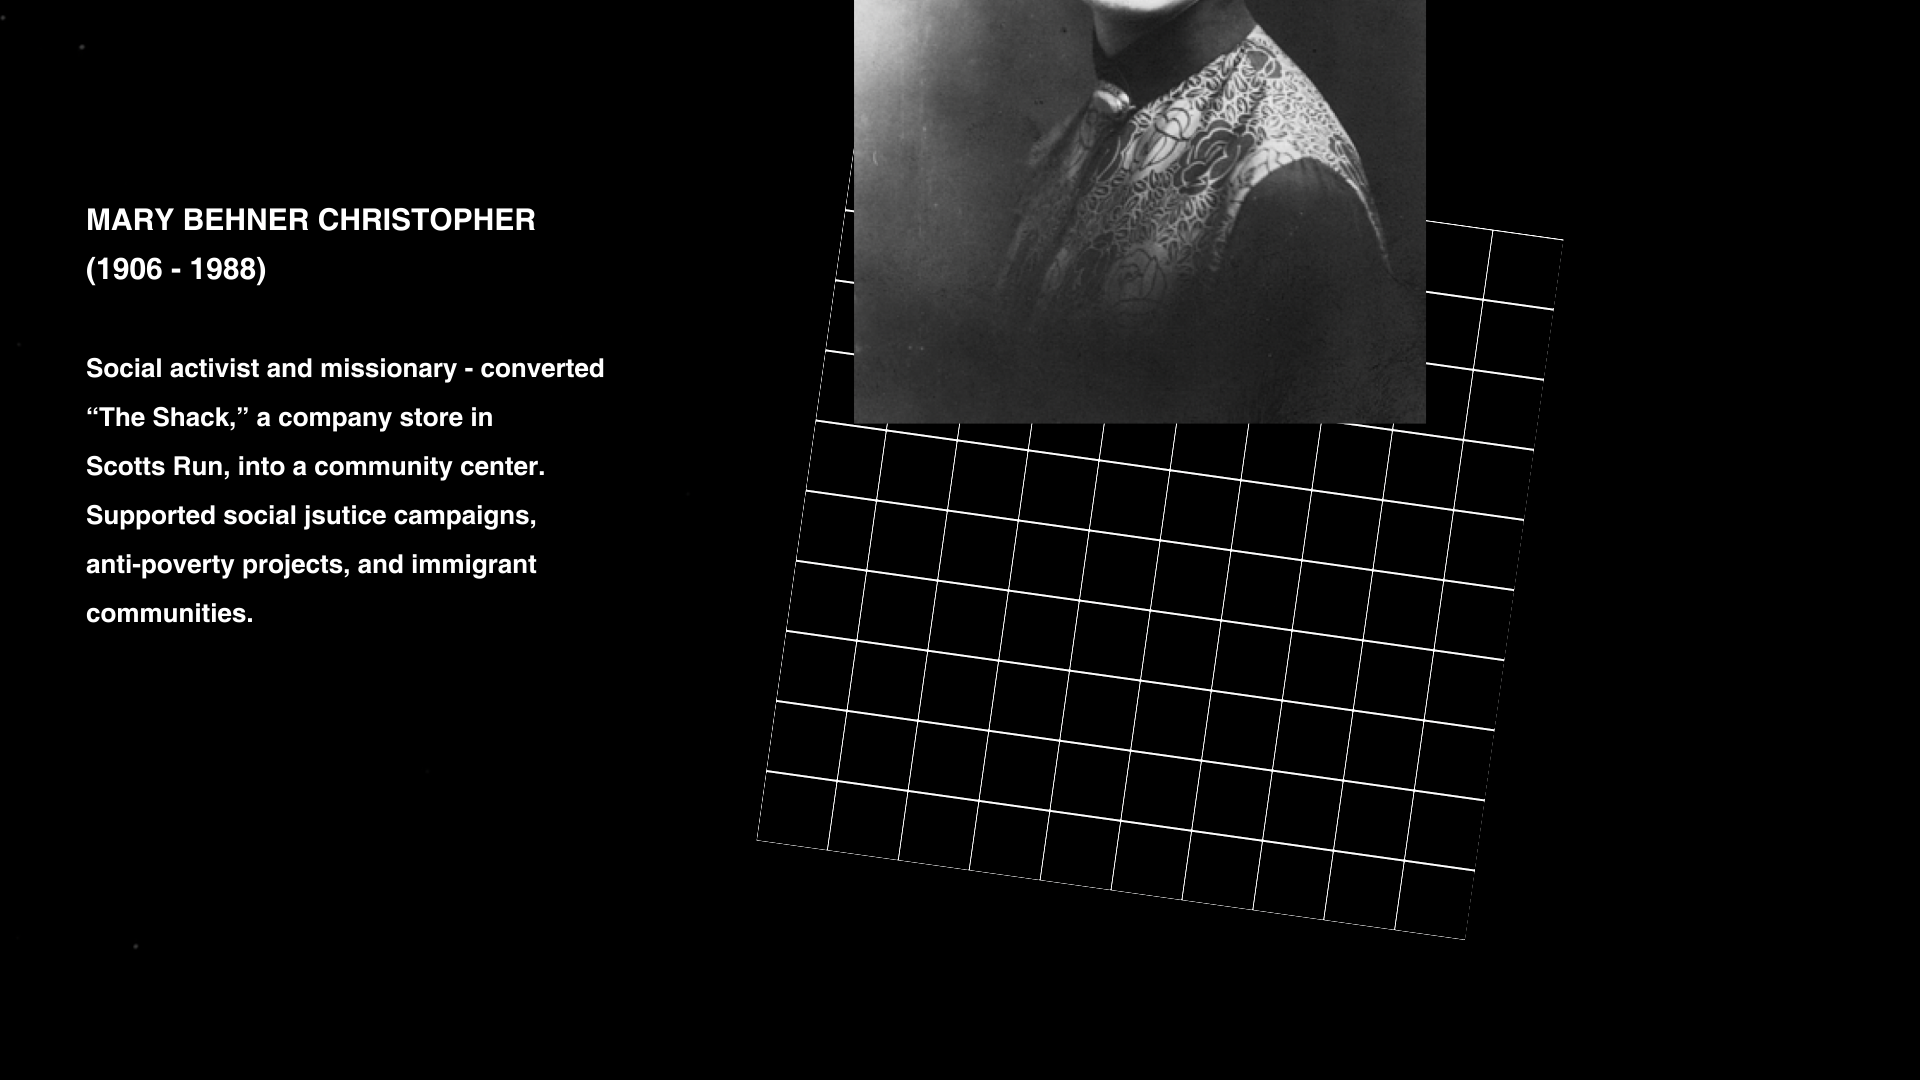 MARY BEHNER CHRISTOPHER
(1906 - 1988)
Social activist and missionary - converted
“The Shack,” a company store in
Scotts Run, into a community center.
Supported social jsutice campaigns,
anti-poverty projects, and immigrant
communities.